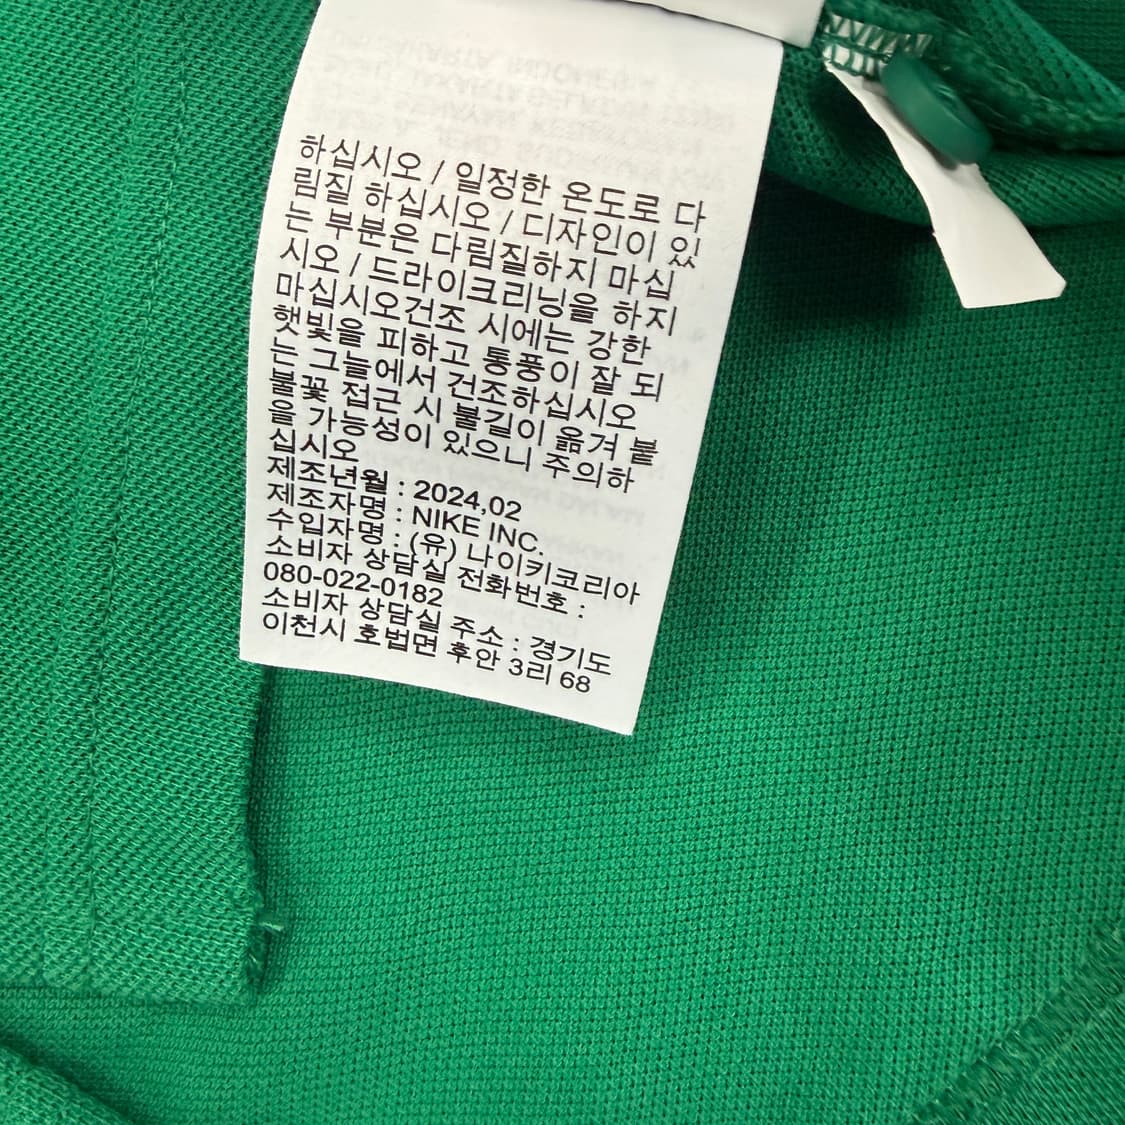 하십시오 / 일정한 온도로 다
림질 하십시오 / 디자인이 있
는 부분은 다림질하지 마십
시오 / 드라이크리닝을 하지
마십시오건조 시에는 강한
햇빛을 피하고 통풍이 잘 되
는 그늘에서 건조하십시오
불꽃 접근 시 불길이 옮겨 붙
을 가능성이 있으니 주의하
십시오
제조년월 : 2024,02
제조자명 : NIKE INC.
수입자명 : (유) 나이키코리아
소비자 상담실 전화번호 :
080-022-0182
소비자 상담실 주소 : 경기도
이천시 호법면 후안 3리 68